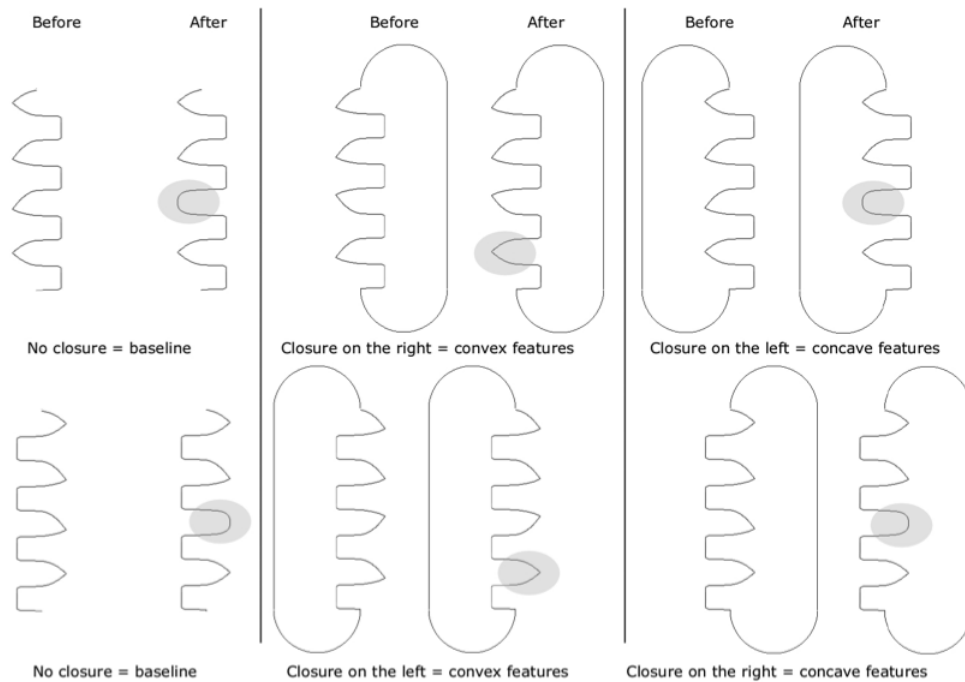 Before After Before After Before After
No closure = baseline Closure on the right = convex features Closure on the left = concave features
No closure = baseline Closure on the left = convex features Closure on the right = concave features